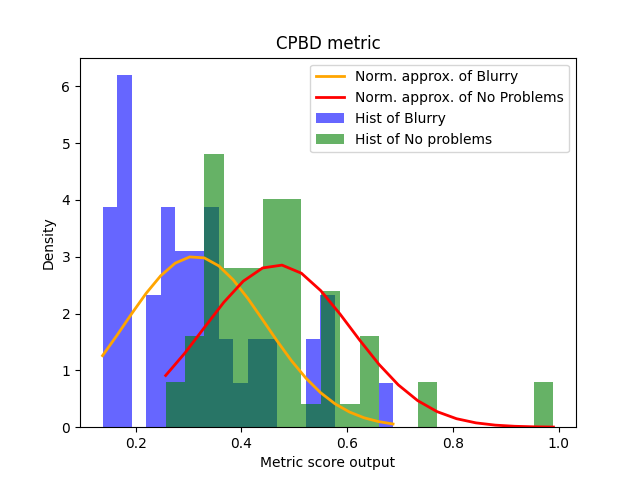 CPBD metric
Norm. approx. of Blurry
Norm. approx. of No Problems
Hist of Blurry
Hist of No problems
6
5
4
3
2
1
0
Density
0.2 0.4 0.6 0.8 1.0
Metric score output